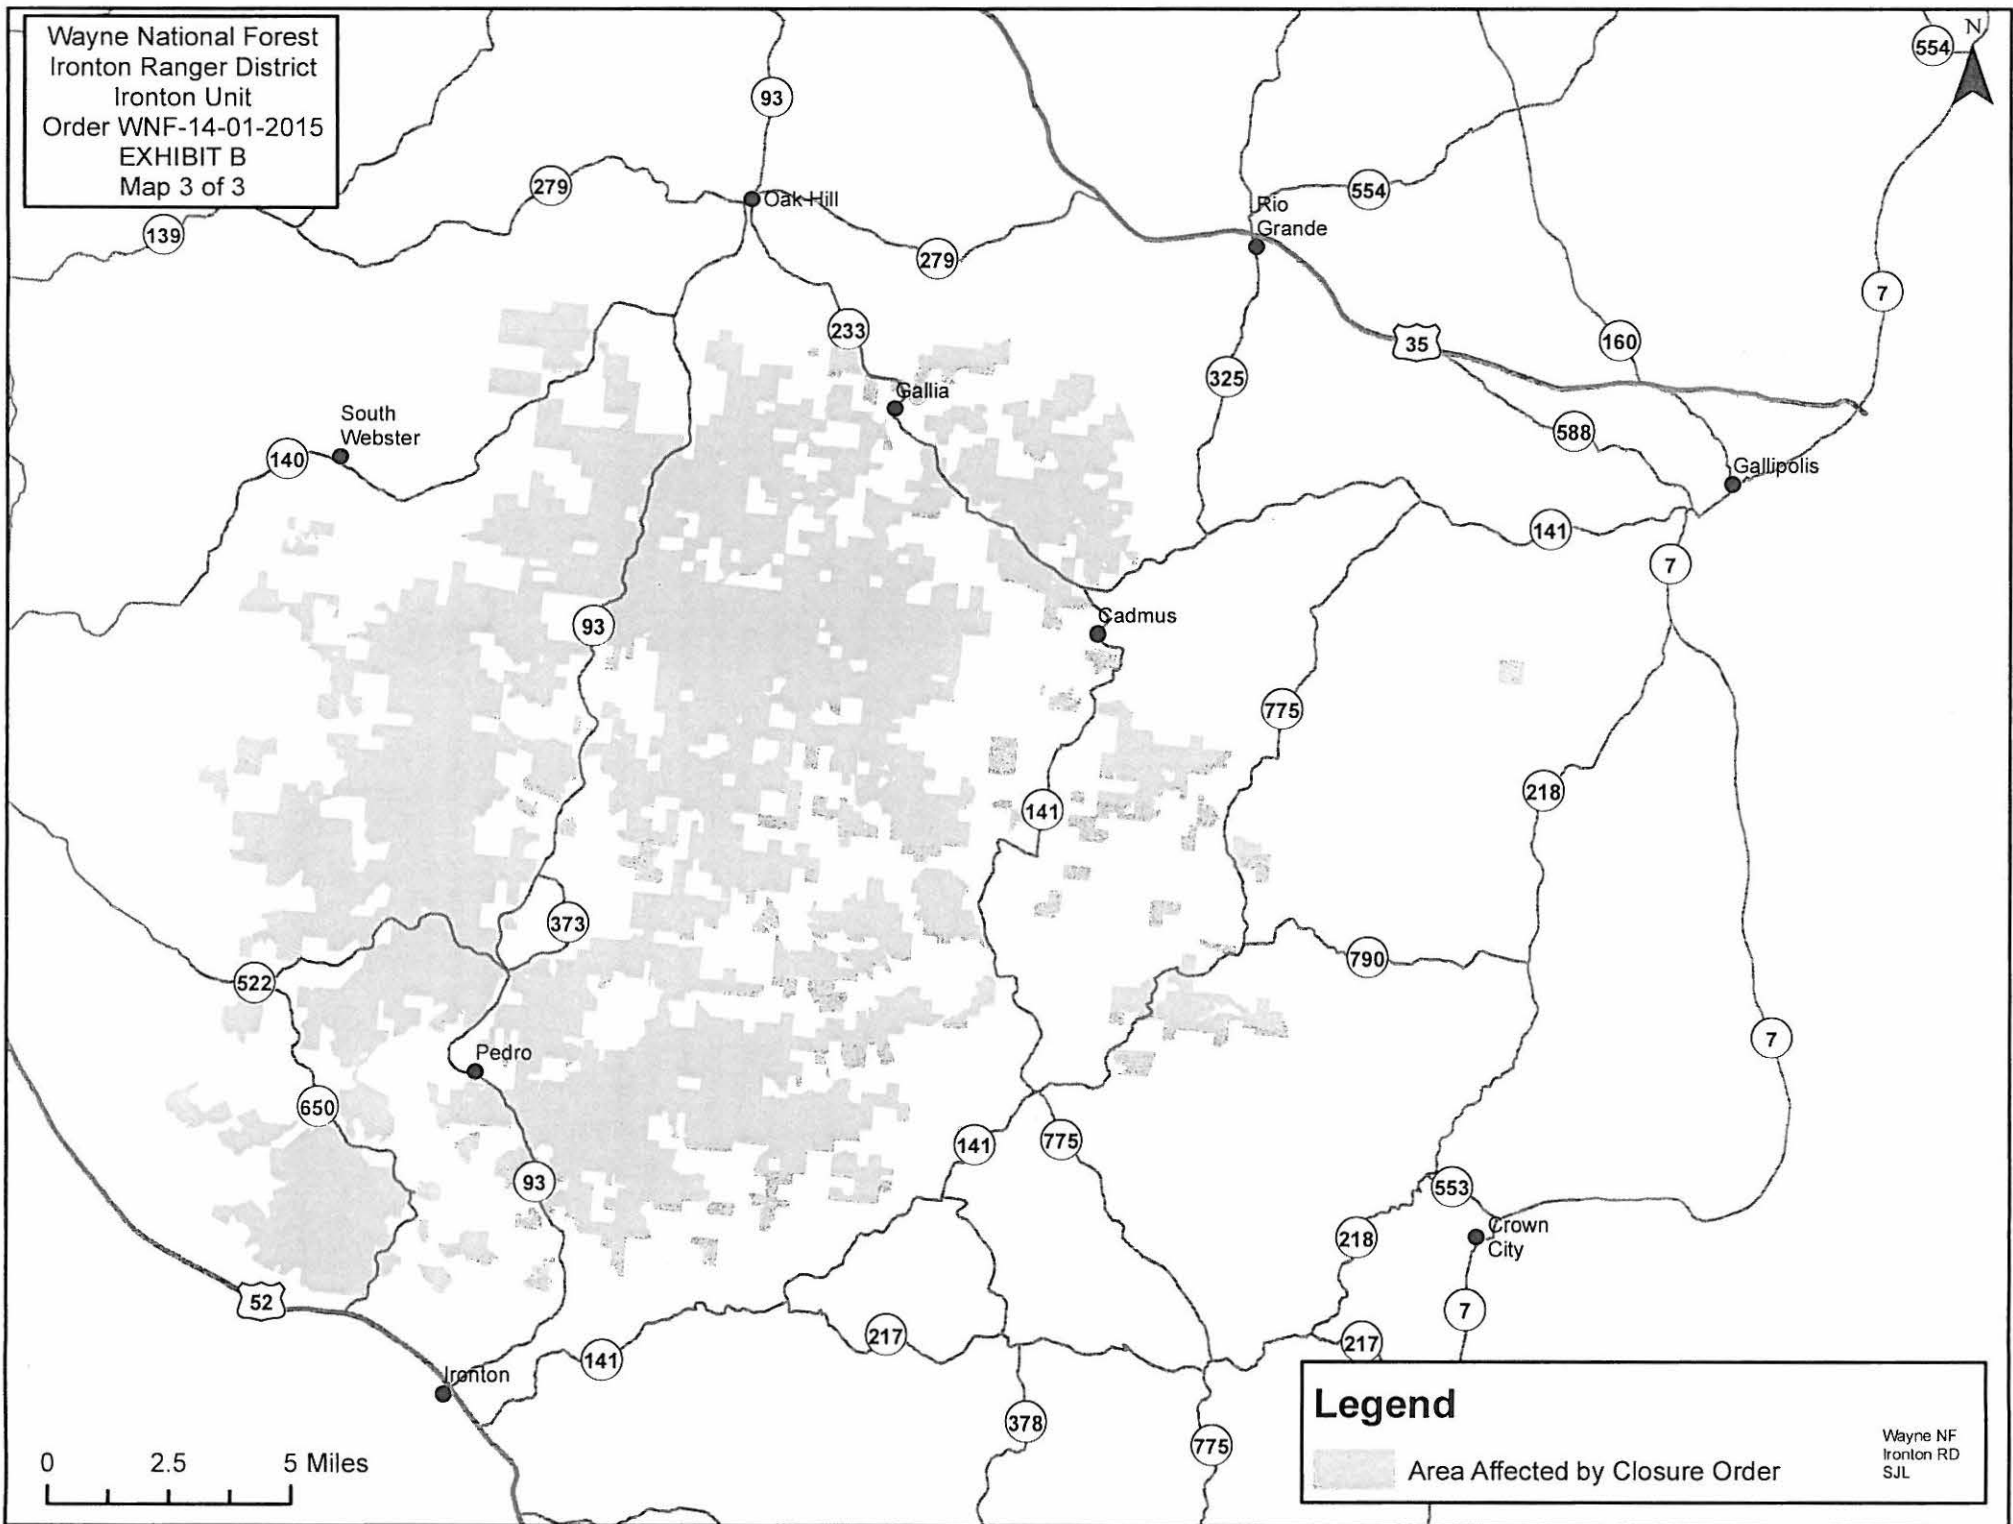 Wayne National Forest
Ironton Ranger District
Ironton Unit
Order WNF-14-01-2015
EXHIBIT B
Map 3 of 3
N
554
93
279
Oak Hill
554
139
Rio
Grande
279
7
233
35
160
325
Gallia
South
Webster
588
140
Gallipolis
141
7
93
Cadmus
775
218
141
373
790
522
7
Pedro
650
141
775
93
553
218
Crown
City
52
7
217
217
141
Ironton
378
775
0 2.5 5 Miles
Legend
Area Affected by Closure Order
Wayne NF
Ironton RD
SJL